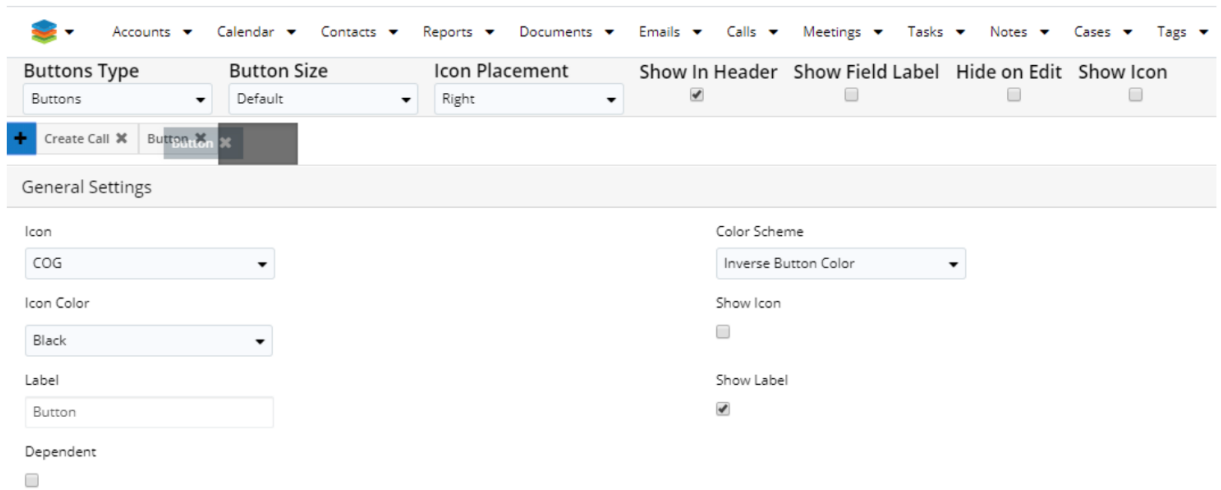 Accounts Calendar Contacts Reports Documents Emails Calls Meetings Tasks Notes Cases Tags
Buttons Type Button Size Icon Placement Show In Header Show Field Label Hide on Edit Show Icon
Buttons Default Right
+ Create Call ✖ Button ✖ Button ✖
General Settings
Icon Color Scheme
COG Inverse Button Color
Icon Color Show Icon
Black
Label Show Label
Button
Dependent